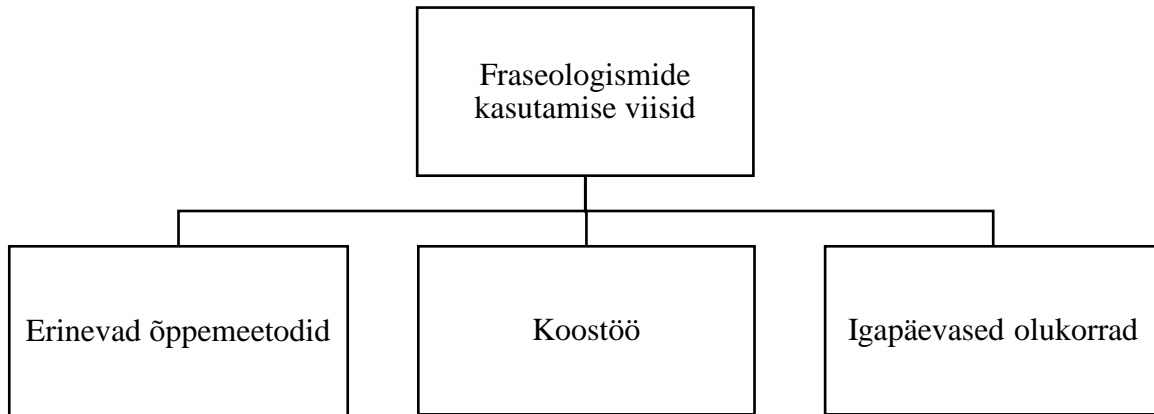 Fraseologismide
kasutamise viisid
Erinevad õppemeetodid
Koostöö
Igapäevased olukorrad